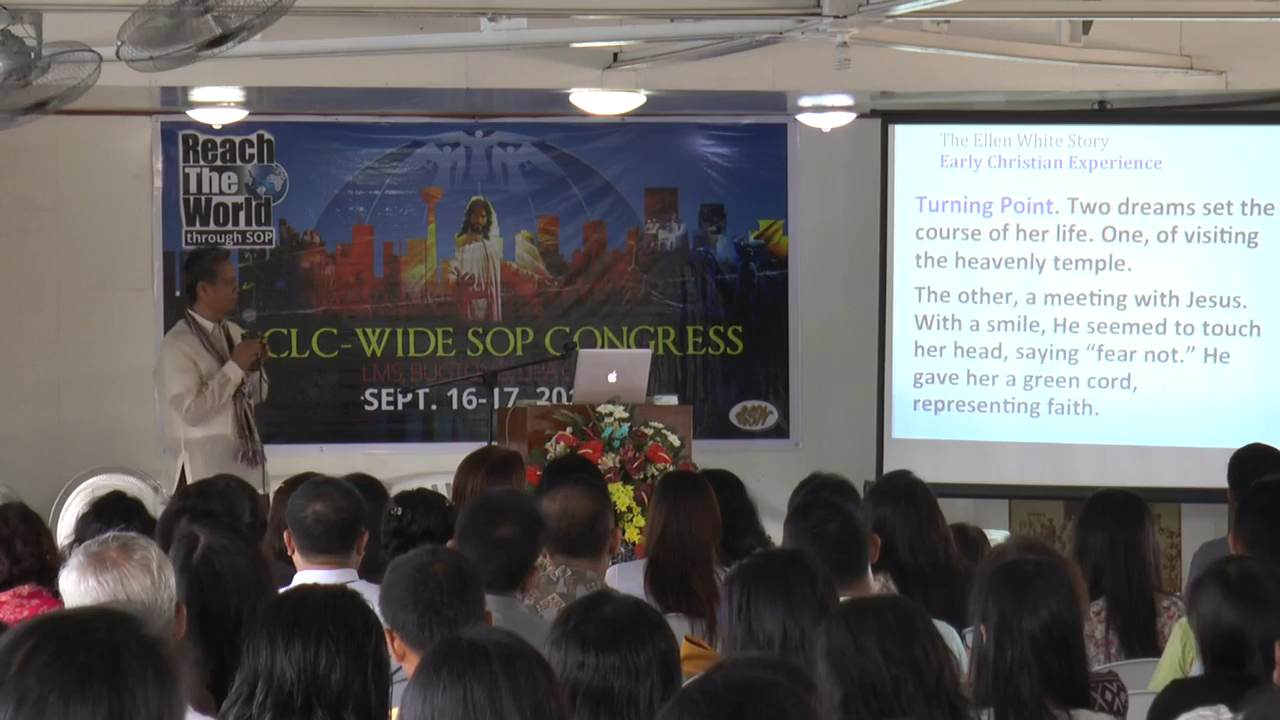 Reach
The
World
through SOP
CLC-WIDE SOP CONGRESS
LMS,
SEPT. 16-17, 20
The Ellen White Story
Early Christian Experience
Turning Point. Two dreams set the
course of her life. One, of visiting
the heavenly temple.
The other, a meeting with Jesus.
With a smile, He seemed to touch
her head, saying “fear not.” He
gave her a green cord,
representing faith.